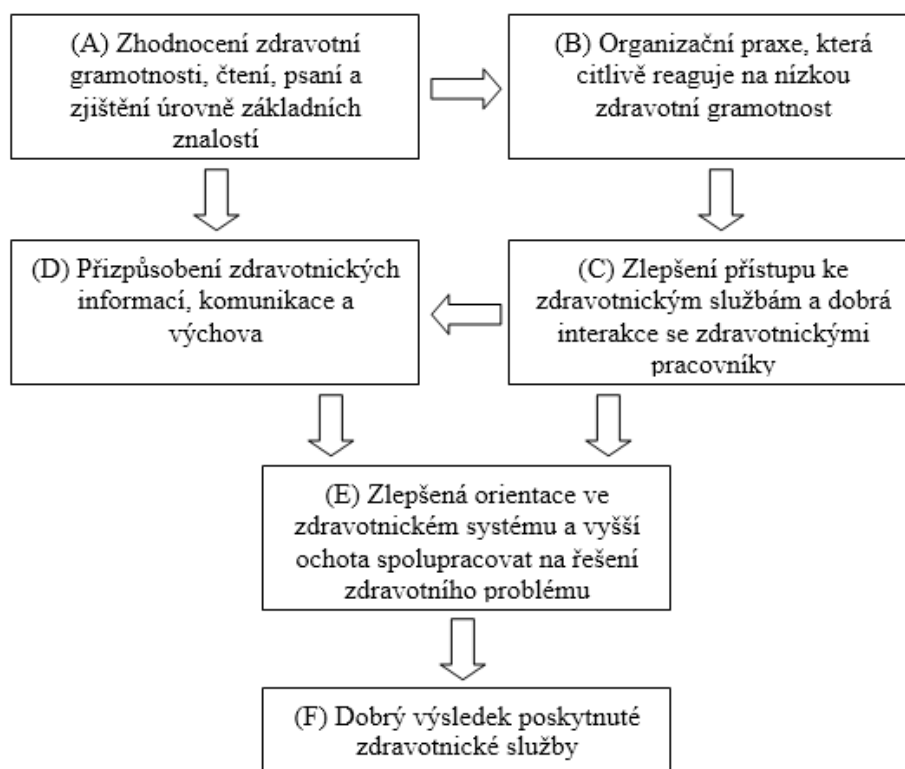 (A) Zhodnocení zdravotní
gramotnosti, čtení, psaní a
zjištění úrovně základních
znalostí
(B) Organizační praxe, která
citlivě reaguje na nízkou
zdravotní gramotnost
(D) Přizpůsobení zdravotnických
informací, komunikace a
výchova
(C) Zlepšení přístupu ke
zdravotnickým službám a dobrá
interakce se zdravotnickými
pracovníky
(E) Zlepšená orientace ve
zdravotnickém systému a vyšší
ochota spolupracovat na řešení
zdravotního problému
(F) Dobrý výsledek poskytnuté
zdravotnické služby